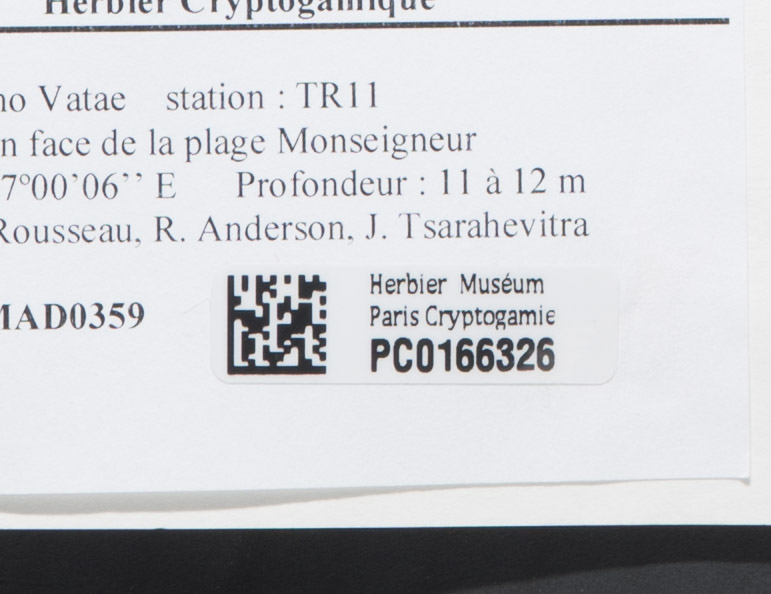 Herbier Cryptogamique
no Vatae station : TR11
n face de la plage Monseigneur
7°00’06’’ E Profondeur : 11 à 12 m
Rousseau, R. Anderson, J. Tsarahevitra
MAD0359
Herbier Muséum
Paris Cryptogamie
PC0166326